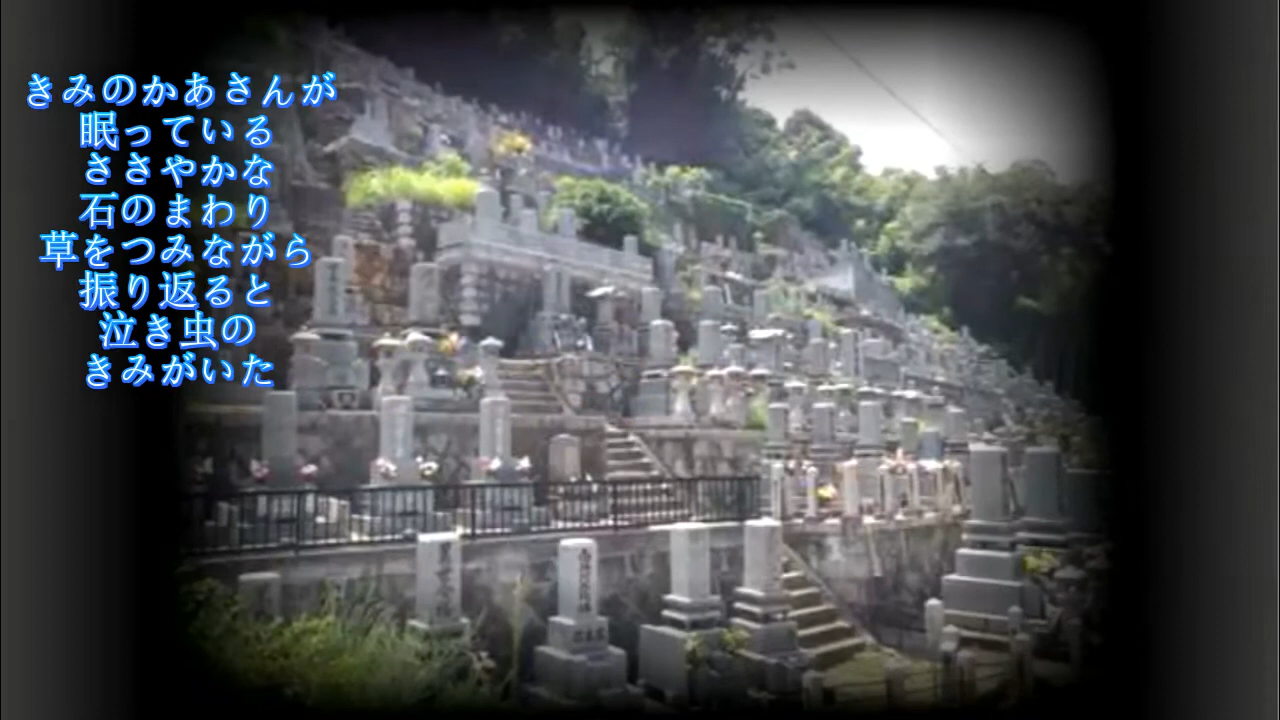 きみのかあさんが
眠っている
ささやかな
石のまわり
草をつみながら
振り返ると
泣き虫の
きみがいた